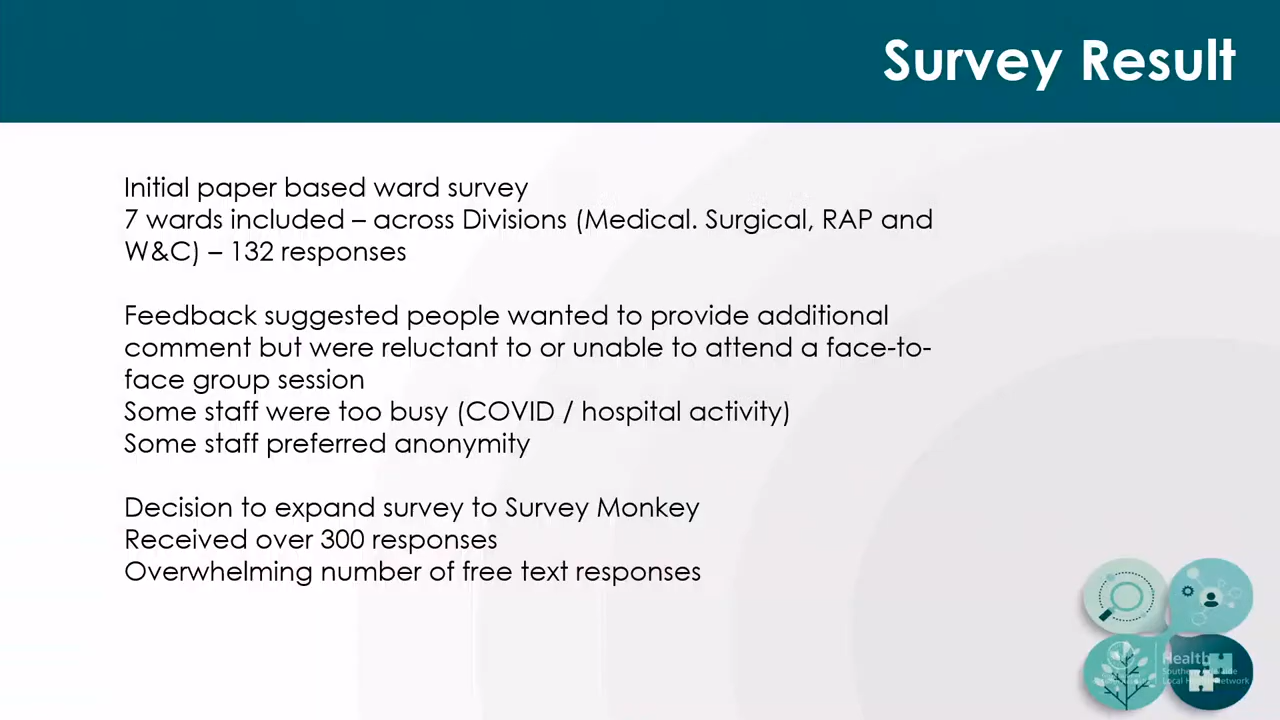 Survey Result
Initial paper based ward survey
7 wards included – across Divisions (Medical. Surgical, RAP and
W&C) – 132 responses
Feedback suggested people wanted to provide additional
comment but were reluctant to or unable to attend a face-to-
face group session
Some staff were too busy (COVID / hospital activity)
Some staff preferred anonymity
Decision to expand survey to Survey Monkey
Received over 300 responses
Overwhelming number of free text responses
Health
Local Health Network